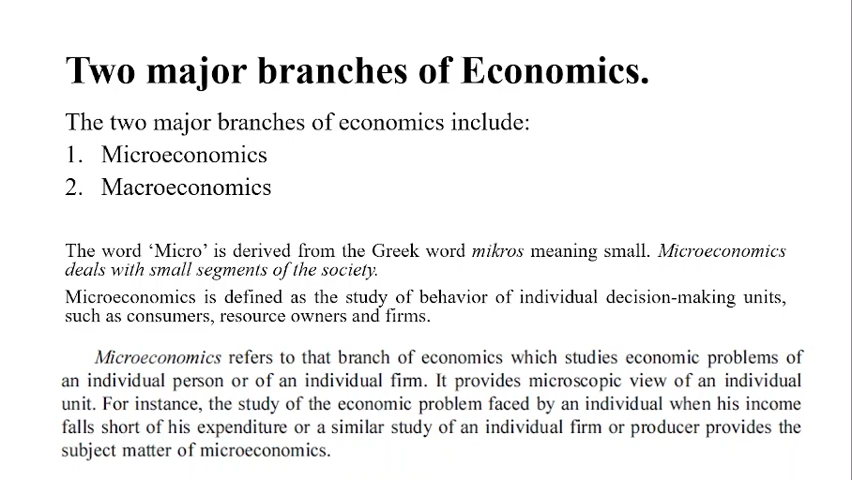 Two major branches of Economics.
The two major branches of economics include:
1. Microeconomics
2. Macroeconomics
The word ‘Micro’ is derived from the Greek word mikros meaning small. Microeconomics
deals with small segments of the society.
Microeconomics is defined as the study of behavior of individual decision-making units,
such as consumers, resource owners and firms.
Microeconomics refers to that branch of economics which studies economic problems of
an individual person or of an individual firm. It provides microscopic view of an individual
unit. For instance, the study of the economic problem faced by an individual when his income
falls short of his expenditure or a similar study of an individual firm or producer provides the
subject matter of microeconomics.